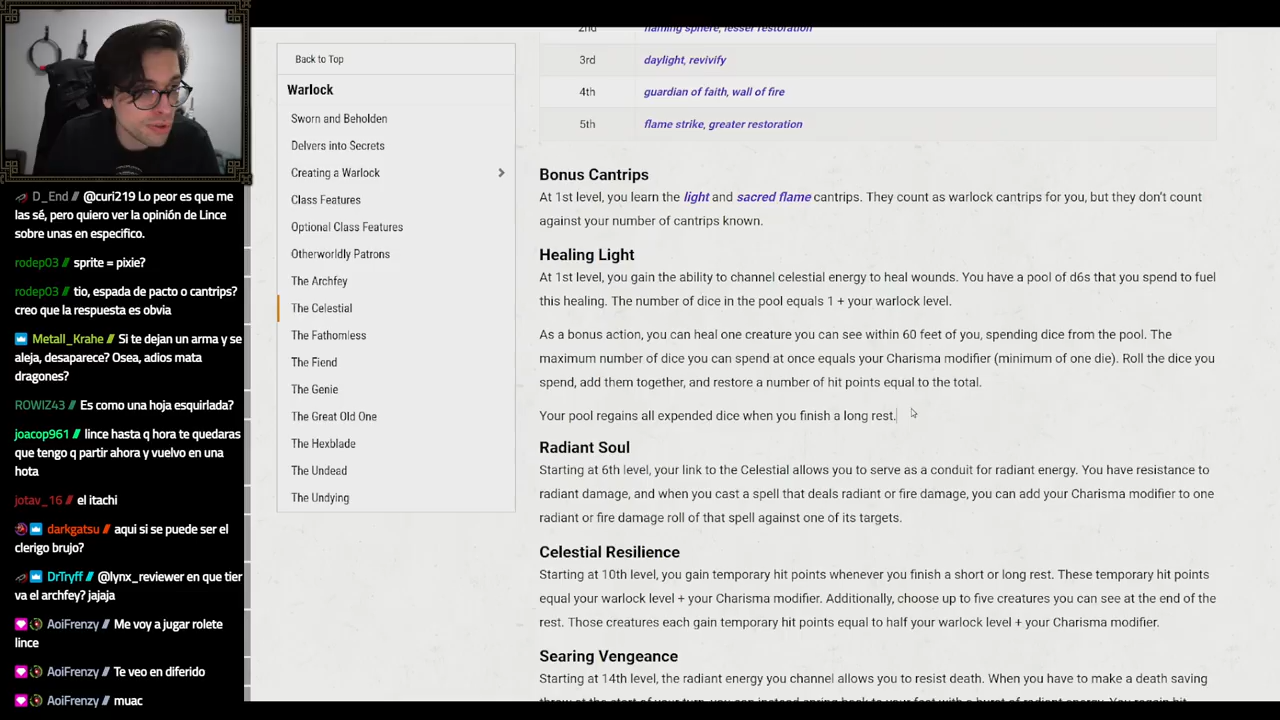 D_End // @curi219 Lo peor es que me
las sé, pero quiero ver la opinión de Lince
sobre unas en especifico.
rodep03 // sprite = pixie?
rodep03 // tio, espada de pacto o cantrips?
creo que la respuesta es obvia
Metall_Krahe // Si te dejan un arma y se
aleja, desaparece? Osea, adios mata
dragones?
ROWIZ43 // Es como una hoja esquirlada?
joacop961 // lince hasta q hora te quedaras
que tengo q partir ahora y vuelvo en una
hota
jotav_16 // el itachi
darkgatsu // aqui si se puede ser el
clerigo brujo?
DrTryff // @lynx_reviewer en que tier
va el archfey? jajaja
AoiFrenzy // Me voy a jugar rolete
lince
AoiFrenzy // Te veo en diferido
AoiFrenzy // muac
Back to Top
Warlock
Sworn and Beholden
Delvers into Secrets
Creating a Warlock
Class Features
Optional Class Features
Otherworldly Patrons
The Archfey
The Celestial
The Fathomless
The Fiend
The Genie
The Great Old One
The Hexblade
The Undead
The Undying
2nd flaming sphere, lesser restoration
3rd daylight, revivify
4th guardian of faith, wall of fire
5th flame strike, greater restoration
Bonus Cantrips
At 1st level, you learn the light and sacred flame cantrips. They count as warlock cantrips for you, but they don't count
against your number of cantrips known.
Healing Light
At 1st level, you gain the ability to channel celestial energy to heal wounds. You have a pool of d6s that you spend to fuel
this healing. The number of dice in the pool equals 1 + your warlock level.
As a bonus action, you can heal one creature you can see within 60 feet of you, spending dice from the pool. The
maximum number of dice you can spend at once equals your Charisma modifier (minimum of one die). Roll the dice you
spend, add them together, and restore a number of hit points equal to the total.
Your pool regains all expended dice when you finish a long rest.
Radiant Soul
Starting at 6th level, your link to the Celestial allows you to serve as a conduit for radiant energy. You have resistance to
radiant damage, and when you cast a spell that deals radiant or fire damage, you can add your Charisma modifier to one
radiant or fire damage roll of that spell against one of its targets.
Celestial Resilience
Starting at 10th level, you gain temporary hit points whenever you finish a short or long rest. These temporary hit points
equal your warlock level + your Charisma modifier. Additionally, choose up to five creatures you can see at the end of the
rest. Those creatures each gain temporary hit points equal to half your warlock level + your Charisma modifier.
Searing Vengeance
Starting at 14th level, the radiant energy you channel allows you to resist death. When you have to make a death saving